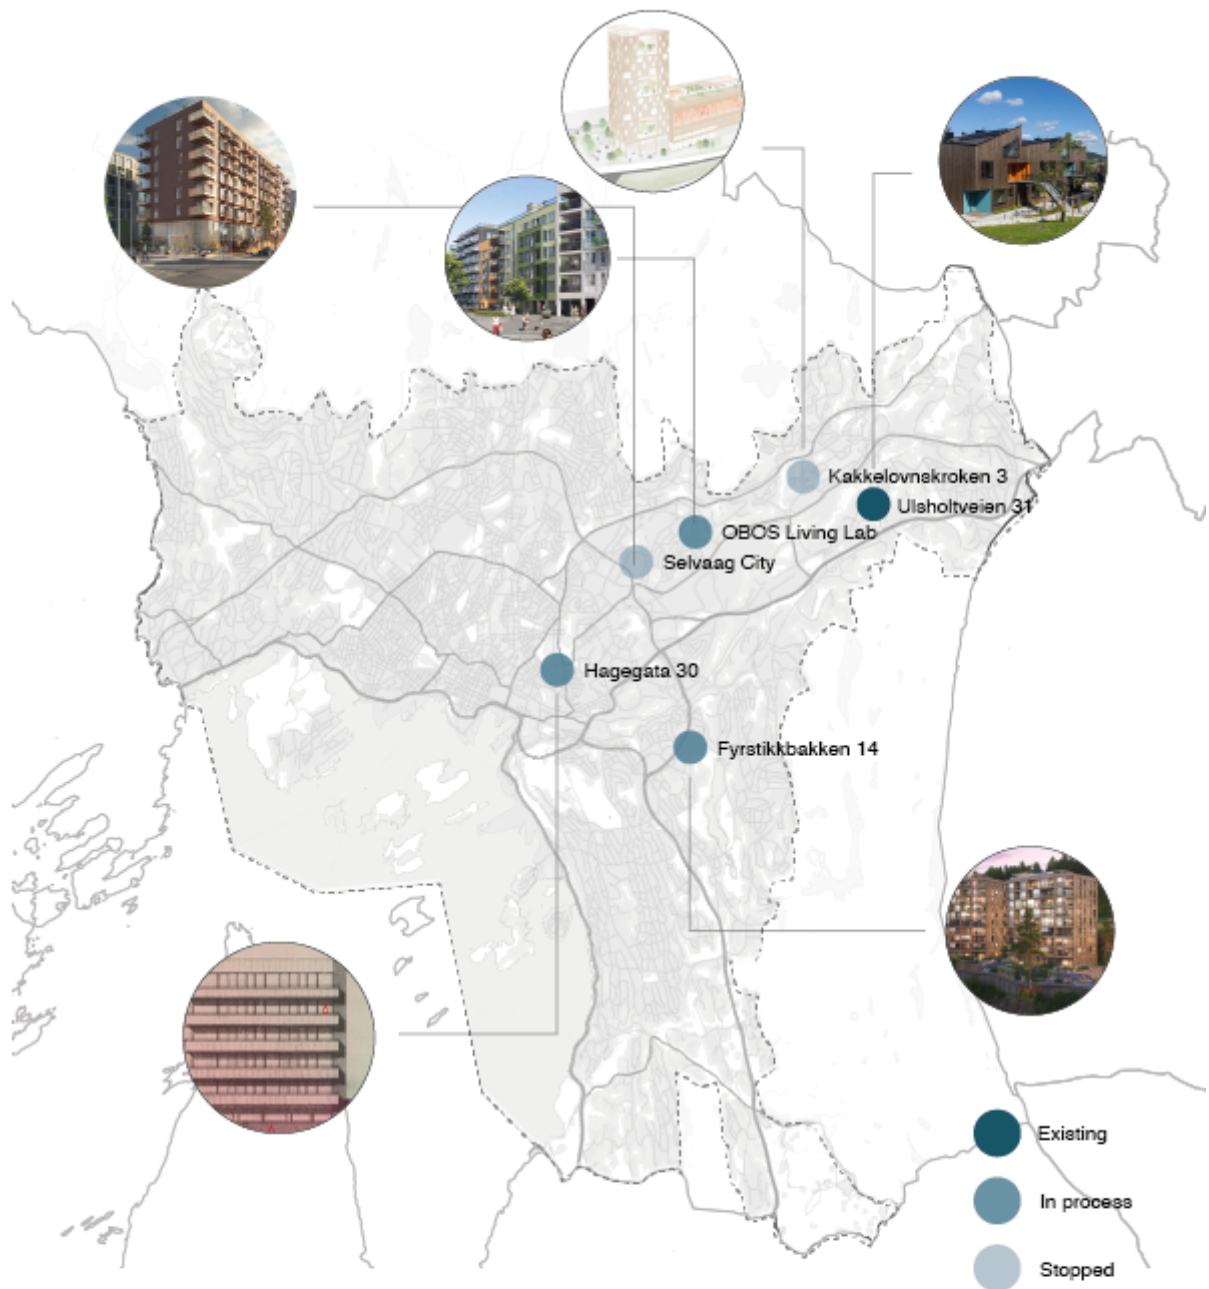 Kakkelovnskroken 3
Ulsholtveien 31
OBOS Living Lab
Selvaag City
Hagegata 30
Fyrstikkbakken 14
Existing
In process
Stopped